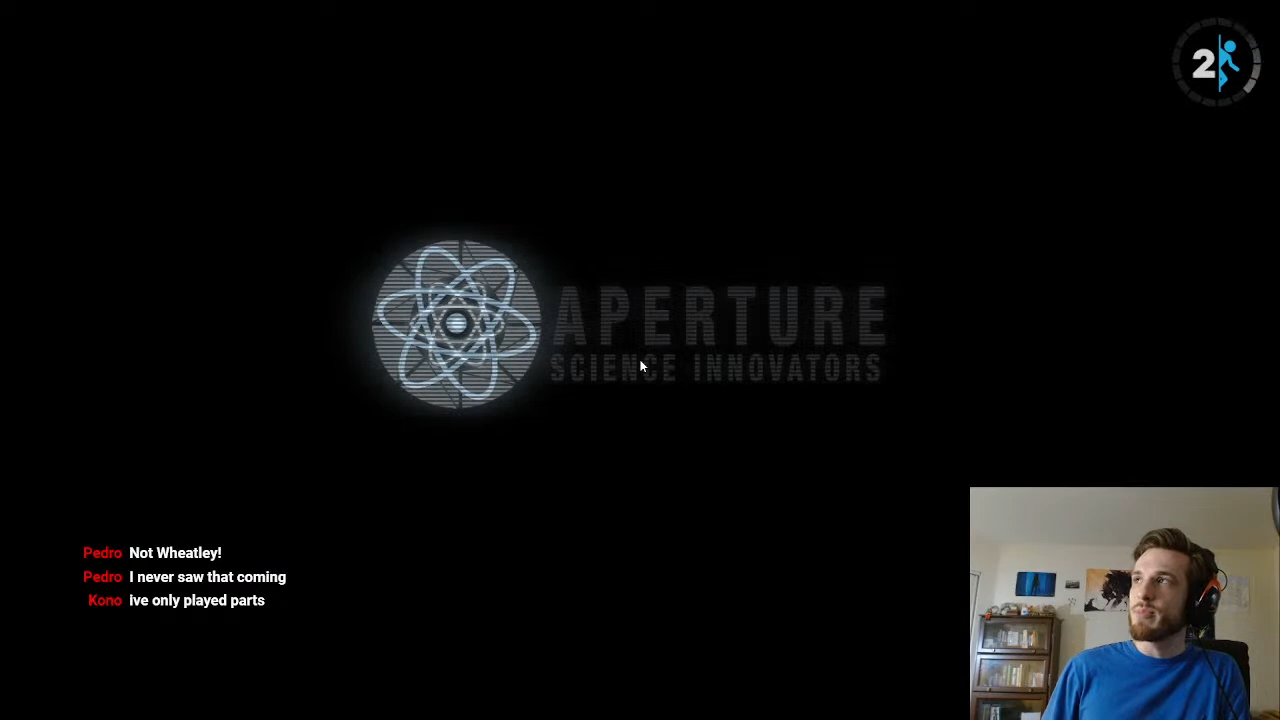 2
APERTURE
SCIENCE INNOVATORS
Pedro Not Wheatley!
Pedro I never saw that coming
Kono ive only played parts